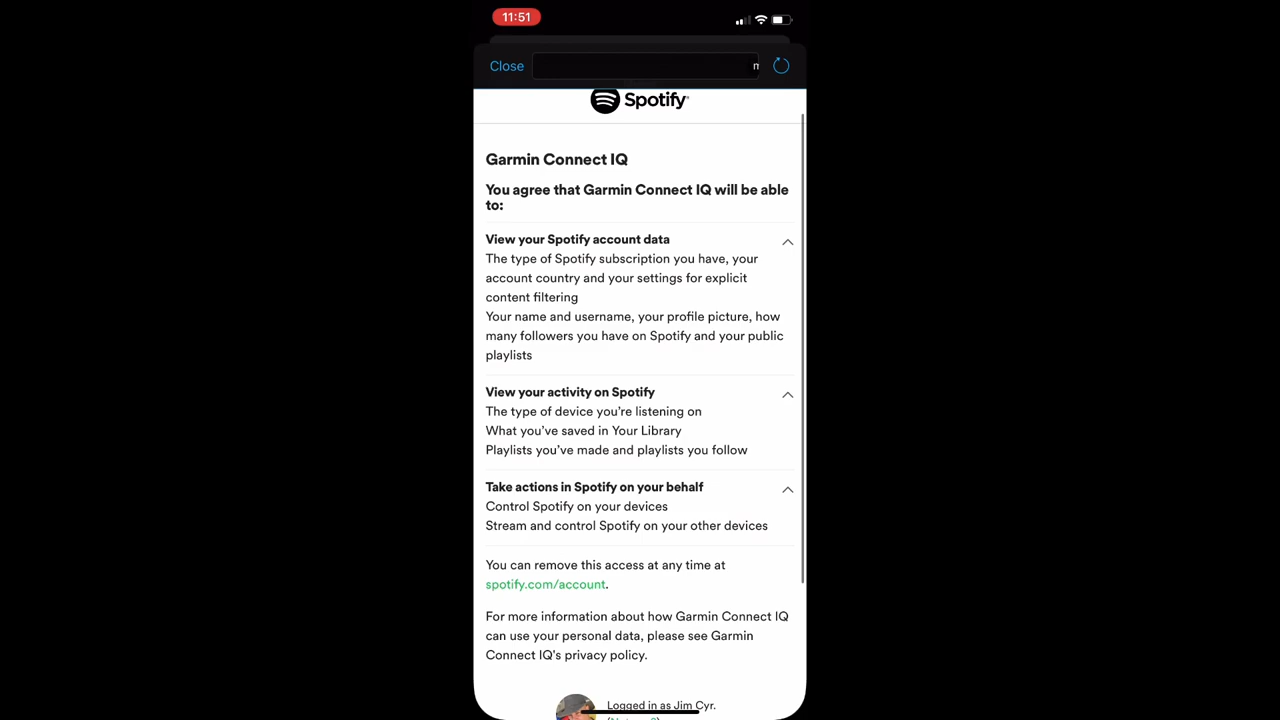 11:51
Close
Spotify
Garmin Connect IQ
You agree that Garmin Connect IQ will be able
to:
View your Spotify account data
The type of Spotify subscription you have, your
account country and your settings for explicit
content filtering
Your name and username, your profile picture, how
many followers you have on Spotify and your public
playlists
View your activity on Spotify
The type of device you’re listening on
What you’ve saved in Your Library
Playlists you’ve made and playlists you follow
Take actions in Spotify on your behalf
Control Spotify on your devices
Stream and control Spotify on your other devices
You can remove this access at any time at
spotify.com/account.
For more information about how Garmin Connect IQ
can use your personal data, please see Garmin
Connect IQ's privacy policy.
Logged in as Jim Cyr.